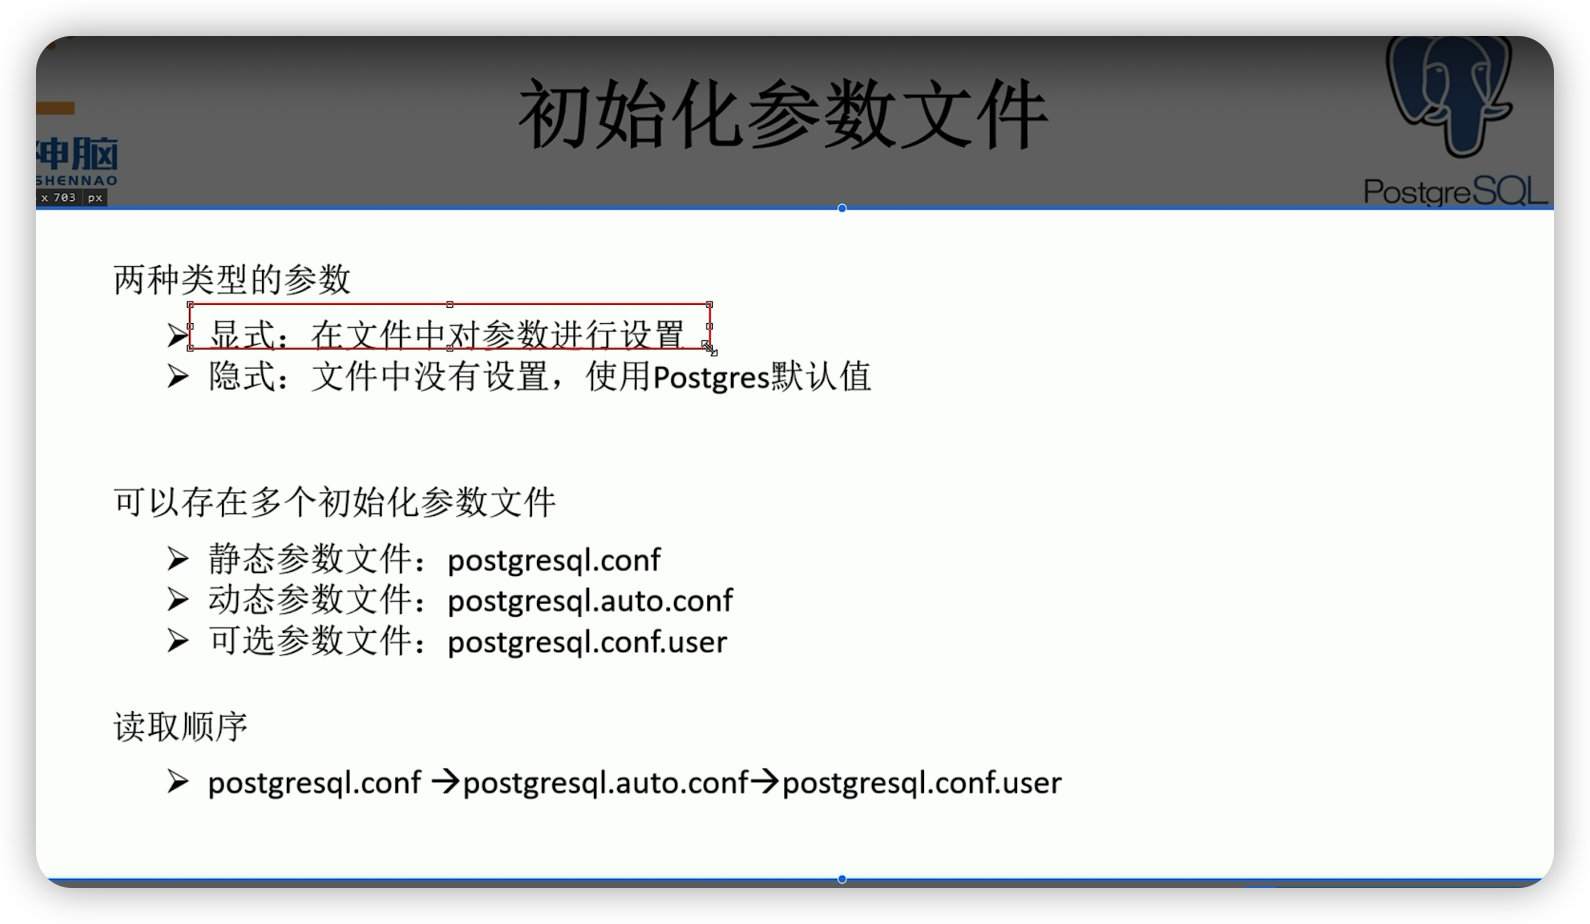 初始化参数文件
神脑
SHENNAO
x 703 px
PostgreSQL
两种类型的参数
➢ 显式：在文件中对参数进行设置
➢ 隐式：文件中没有设置，使用Postgres默认值
可以存在多个初始化参数文件
➢ 静态参数文件：postgresql.conf
➢ 动态参数文件：postgresql.auto.conf
➢ 可选参数文件：postgresql.conf.user
读取顺序
➢ postgresql.conf →postgresql.auto.conf→postgresql.conf.user